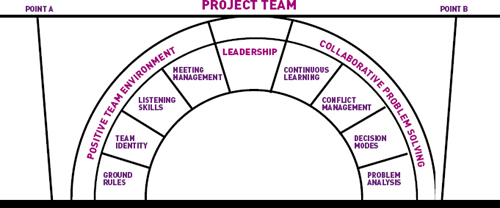 PROJECT TEAM
POINT A
POINT B
POSITIVE TEAM ENVIRONMENT
LEADERSHIP
COLLABORATIVE PROBLEM SOLVING
MEETING
MANAGEMENT
CONTINUOUS
LEARNING
LISTENING
SKILLS
CONFLICT
MANAGEMENT
TEAM
IDENTITY
DECISION
MODES
GROUND
RULES
PROBLEM
ANALYSIS